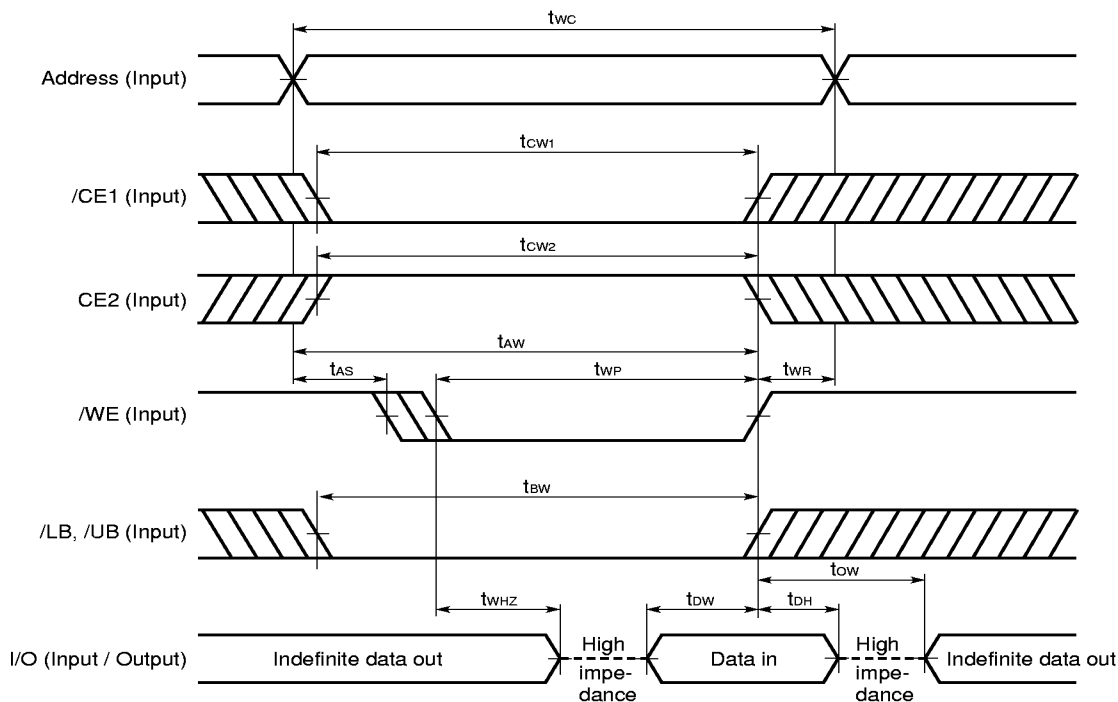 tWC
Address (Input)
tCW1
/CE1 (Input)
tCW2
CE2 (Input)
tAW
tAS
tWP
tWR
/WE (Input)
tBW
/LB, /UB (Input)
tOW
tWHZ
tDW
tDH
I/O (Input / Output)
Indefinite data out
High
impe-
dance
Data in
High
impe-
dance
Indefinite data out